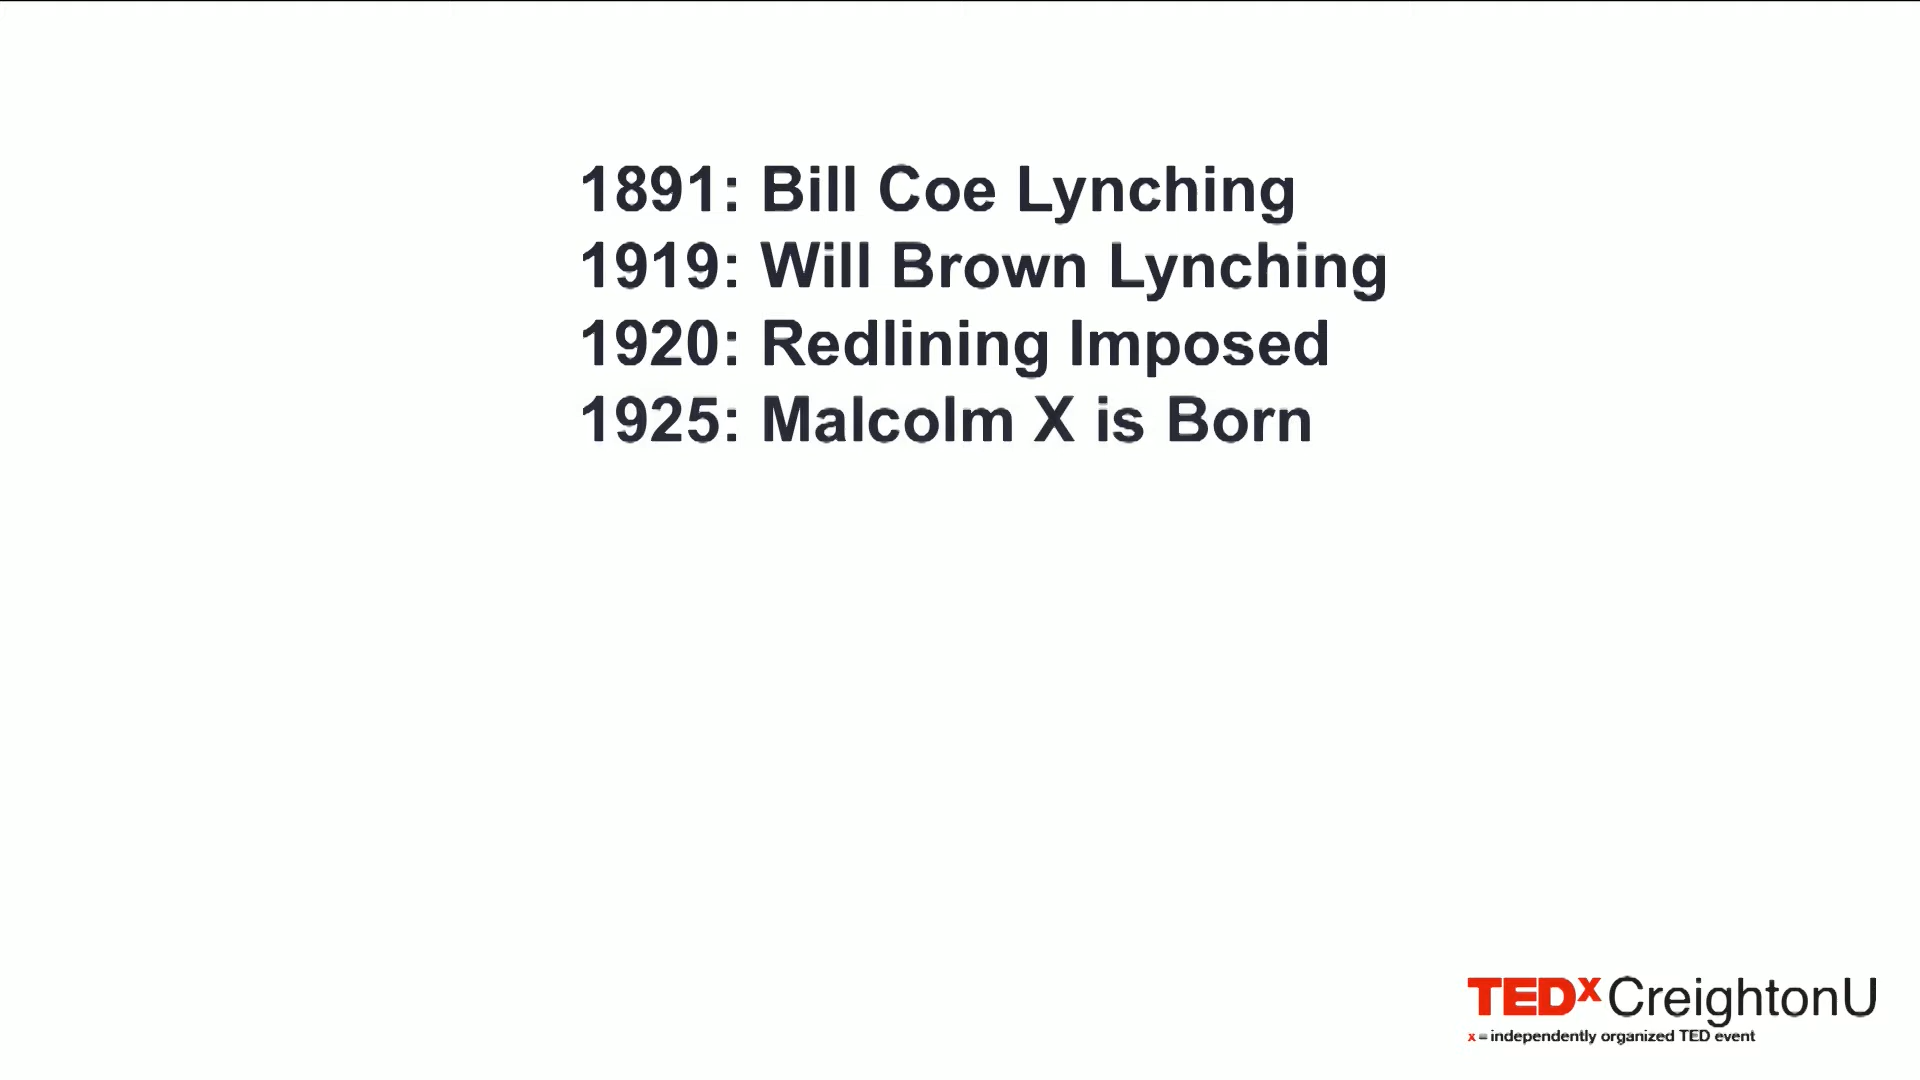 1891: Bill Coe Lynching
1919: Will Brown Lynching
1920: Redlining Imposed
1925: Malcolm X is Born
TEDx CreightonU
x = independently organized TED event